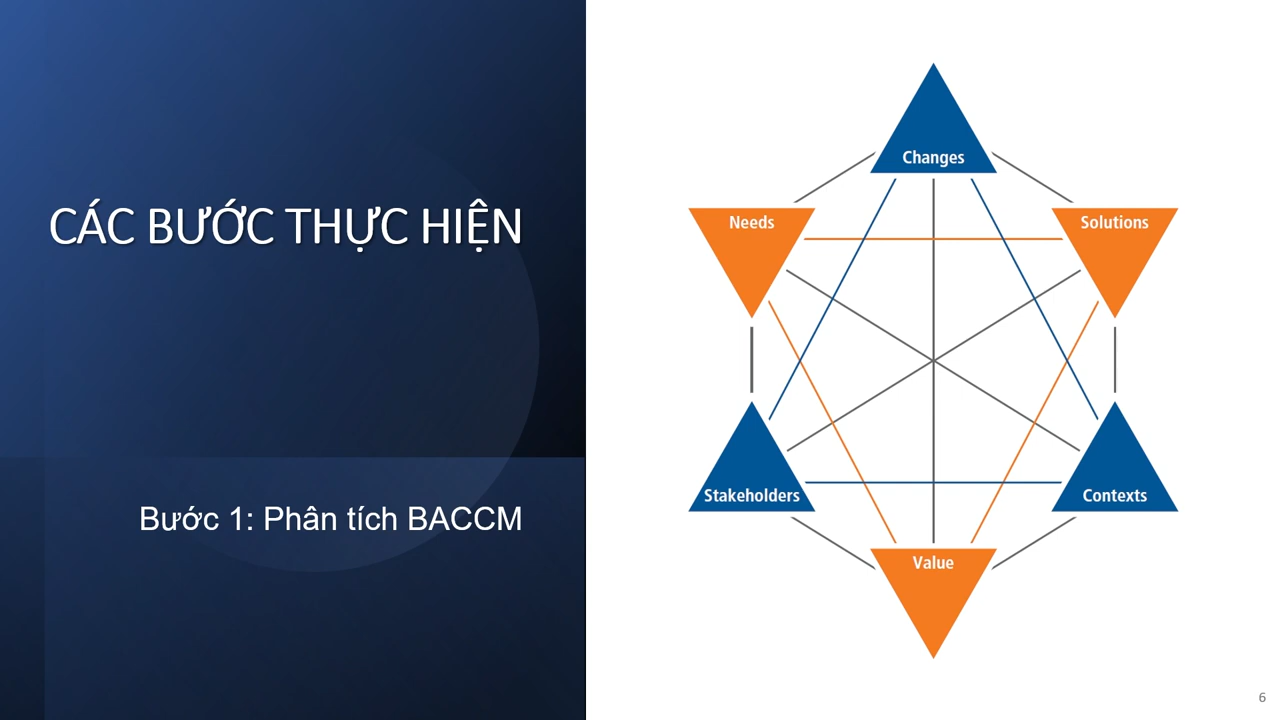 CÁC BƯỚC THỰC HIỆN
Bước 1: Phân tích BACCM
Changes
Needs
Solutions
Stakeholders
Contexts
Value
6